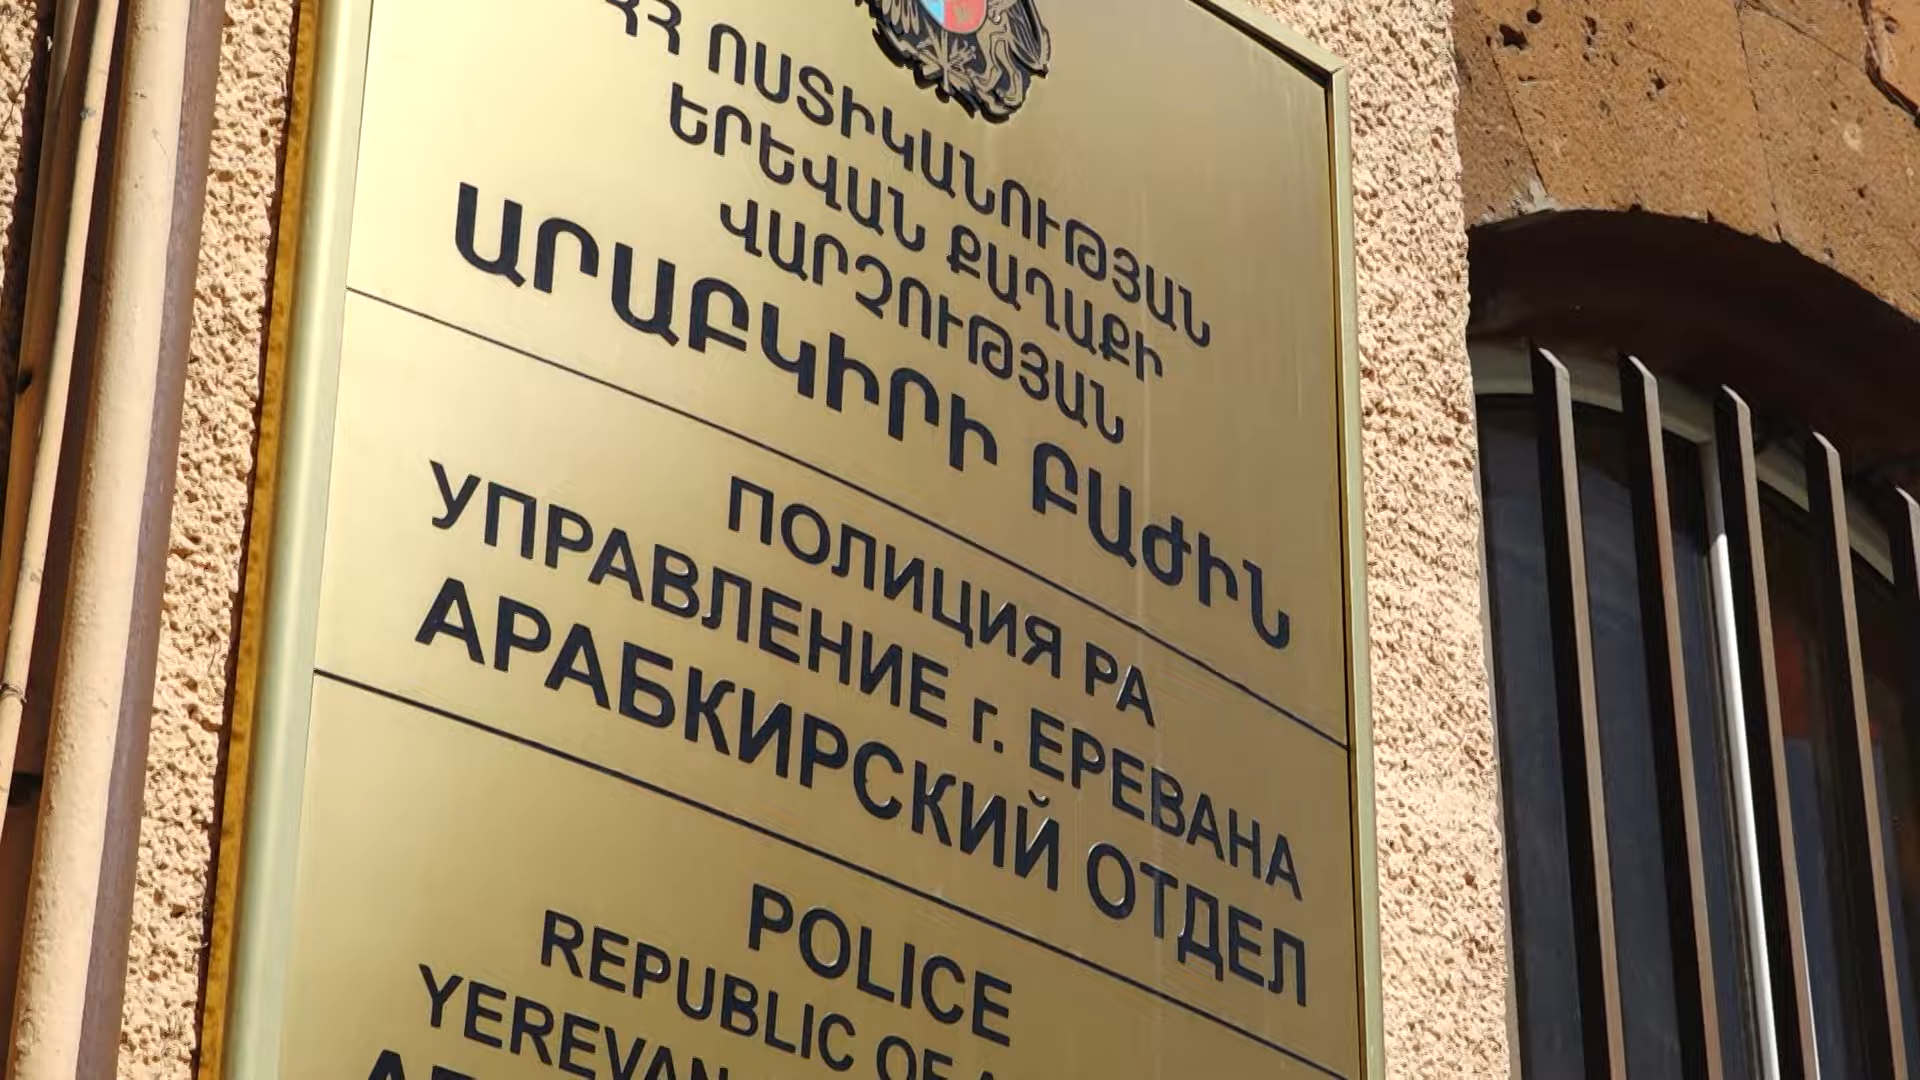 ՀՀ ՈՍՏԻԿԱՆՈՒԹՅԱՆ
ԵՐԵՎԱՆ ՔԱՂԱՔԻ
ՎԱՐՉՈՒԹՅԱՆ
ԱՐԱԲԿԻՐԻ ԲԱԺԻՆ
ПОЛИЦИЯ РА
УПРАВЛЕНИЕ г. ЕРЕВАНА
АРАБКИРСКИЙ ОТДЕЛ
POLICE
REPUBLIC OF
YEREVAN